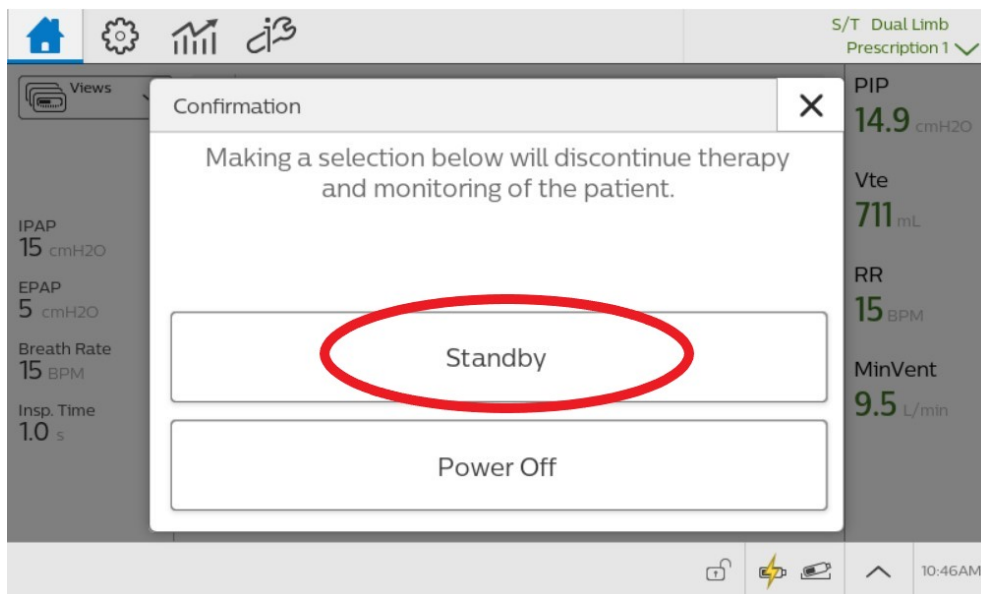 S/T Dual Limb
Prescription 1
Views
Confirmation
Making a selection below will discontinue therapy
and monitoring of the patient.
Standby
Power Off
IPAP
15 cmH2O
EPAP
5 cmH2O
Breath Rate
15 BPM
Insp. Time
1.0 s
PIP
14.9 cmH2O
Vte
711 mL
RR
15 BPM
MinVent
9.5 L/min
10:46AM